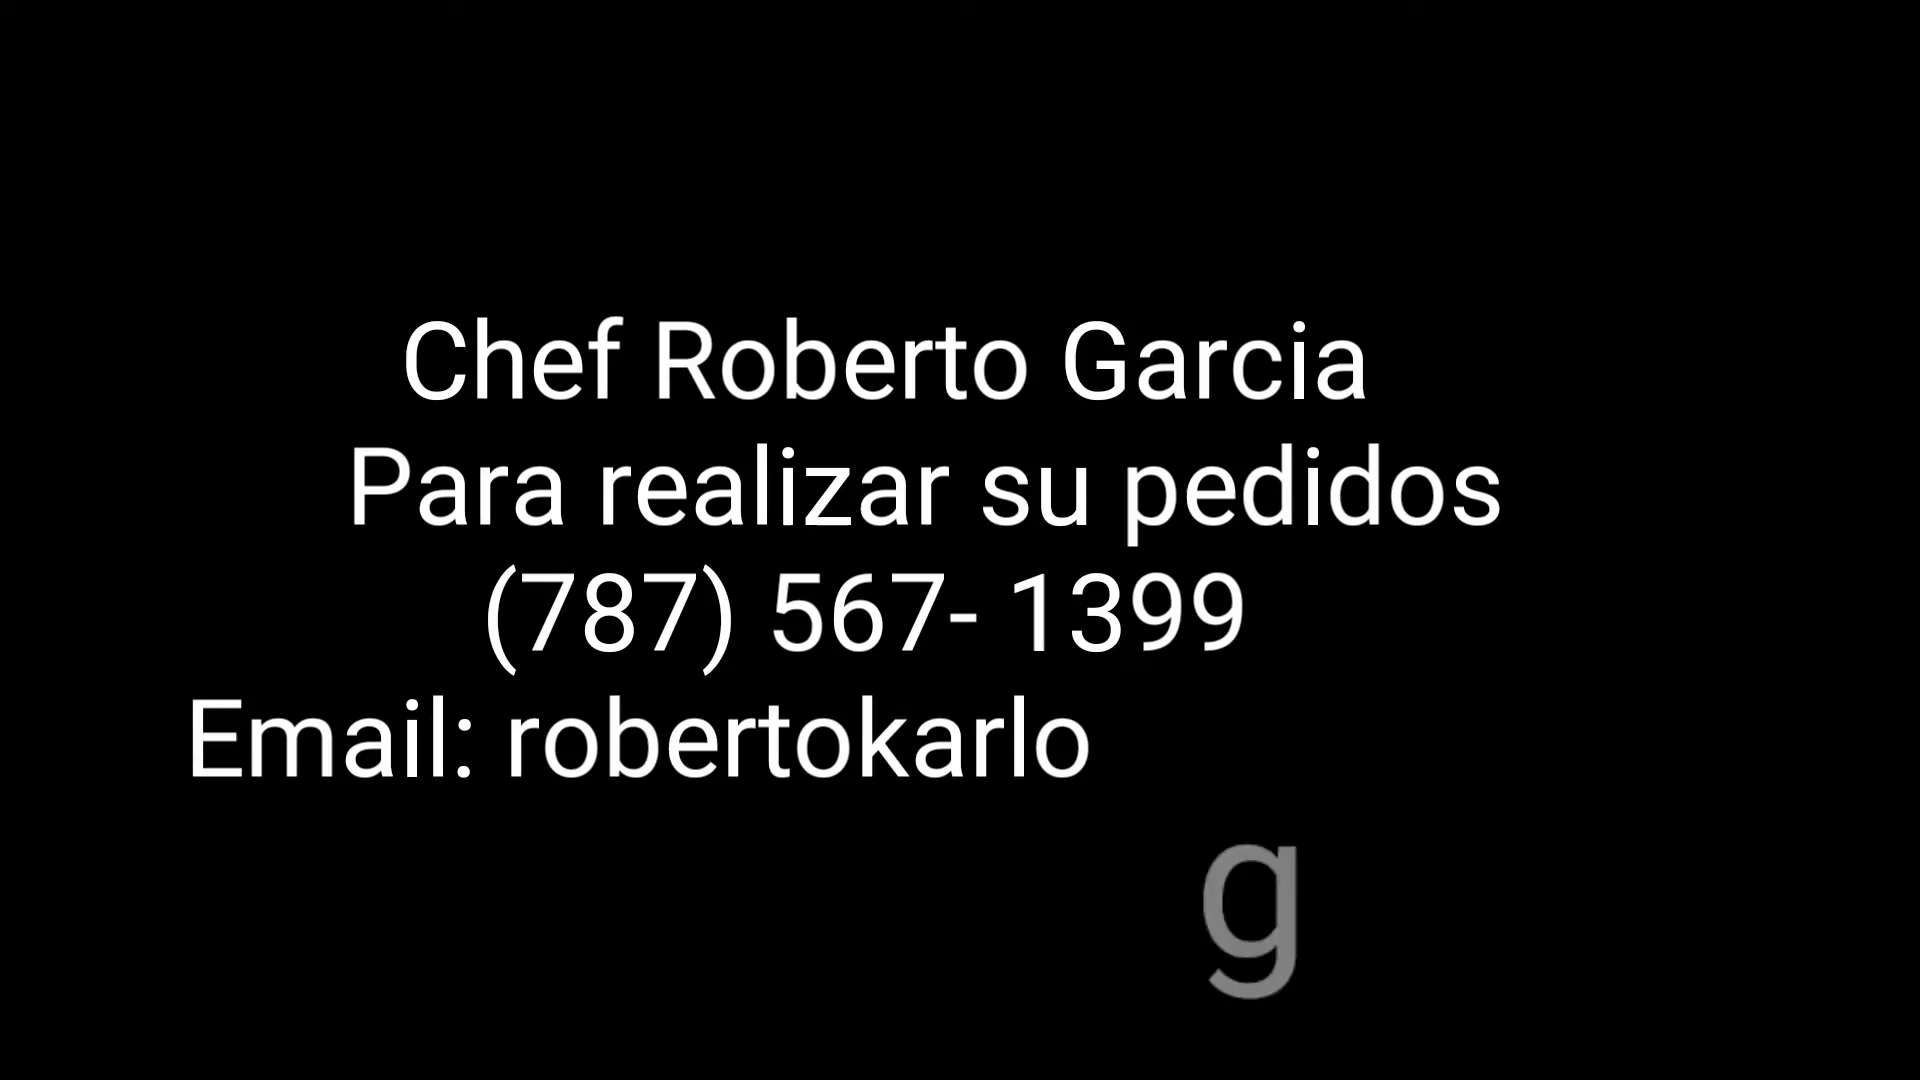 Chef Roberto Garcia
Para realizar su pedidos
(787) 567- 1399
Email: robertokarlo
g